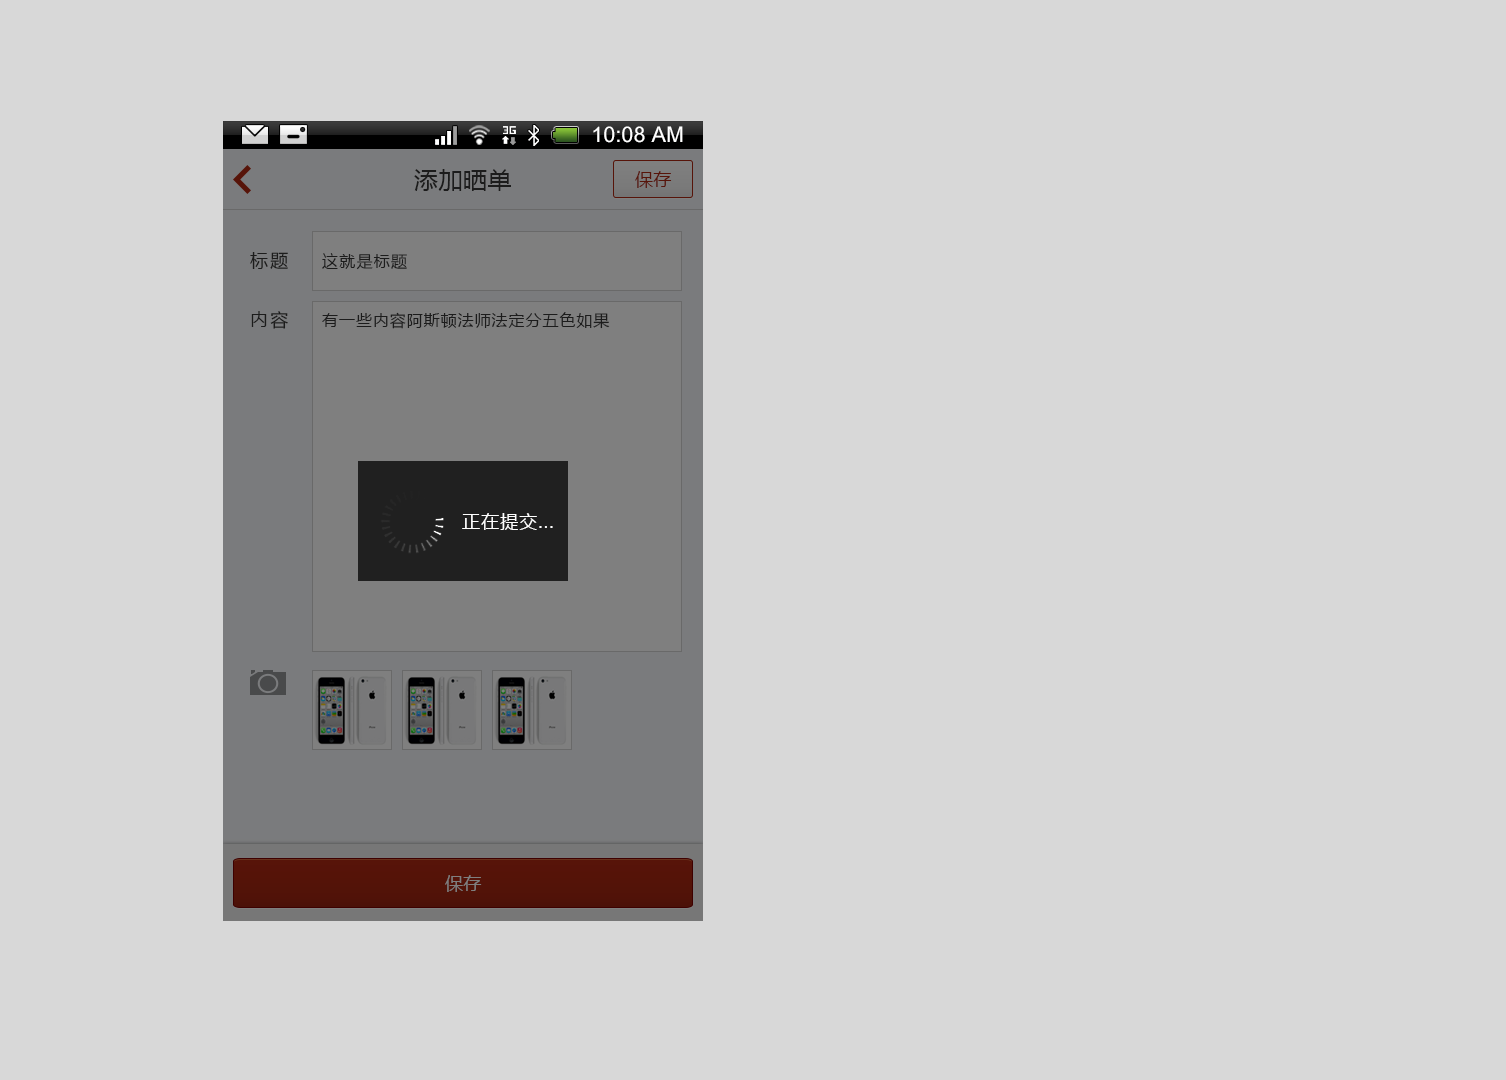 3G 10:08 AM
添加晒单 保存
标题 这就是标题
内容 有一些内容阿斯顿法师法定分五色如果
正在提交...
保存